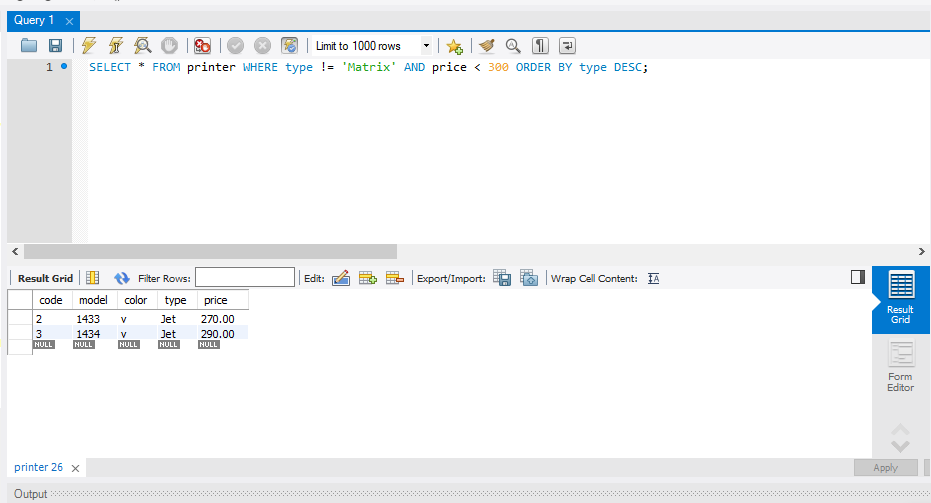 Query 1
Limit to 1000 rows
1 SELECT * FROM printer WHERE type != 'Matrix' AND price < 300 ORDER BY type DESC;
Result Grid Filter Rows: Edit: Export/Import: Wrap Cell Content:
code model color type price
2 1433 v Jet 270.00
3 1434 v Jet 290.00
NULL NULL NULL NULL NULL
Result
Grid
Form
Editor
printer 26
Apply
Output